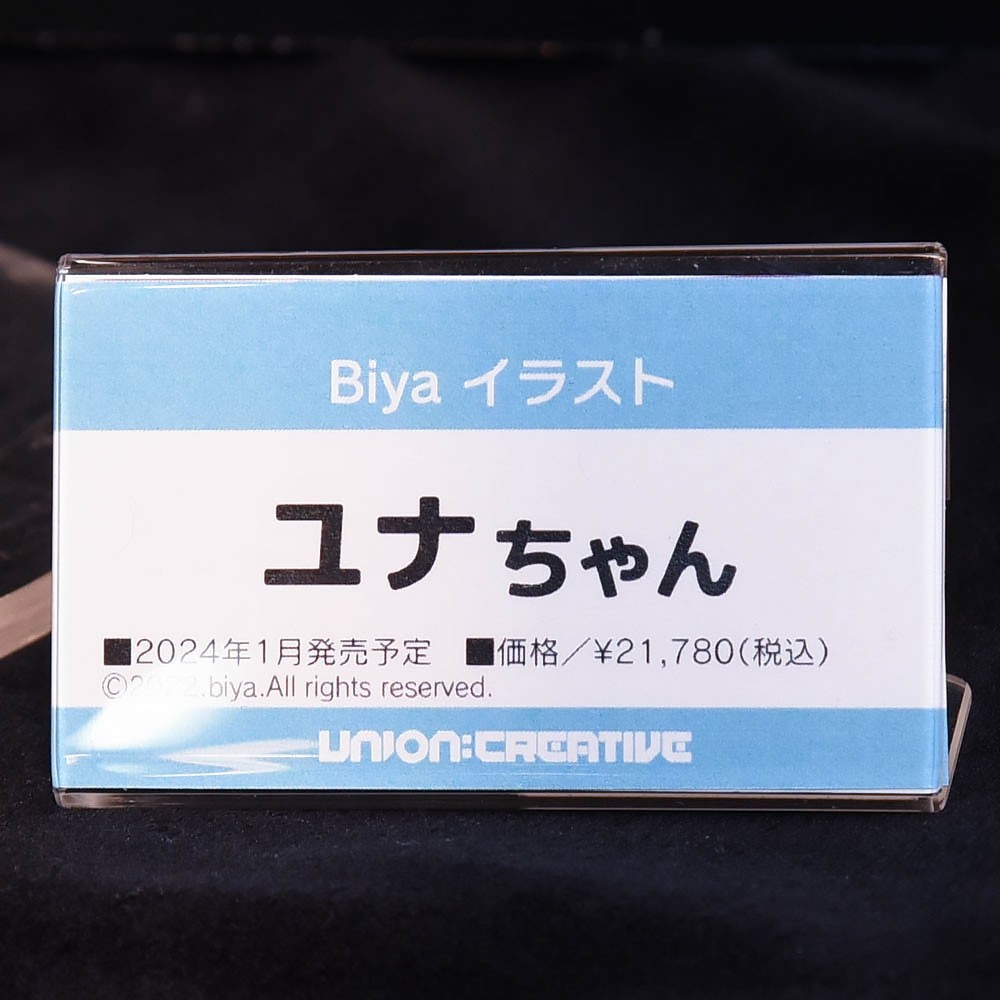 Biya イラスト
ユナちゃん
■2024年1月発売予定 ■価格／¥21,780(税込)
©2022.biya.All rights reserved.
UNION:CREATIVE